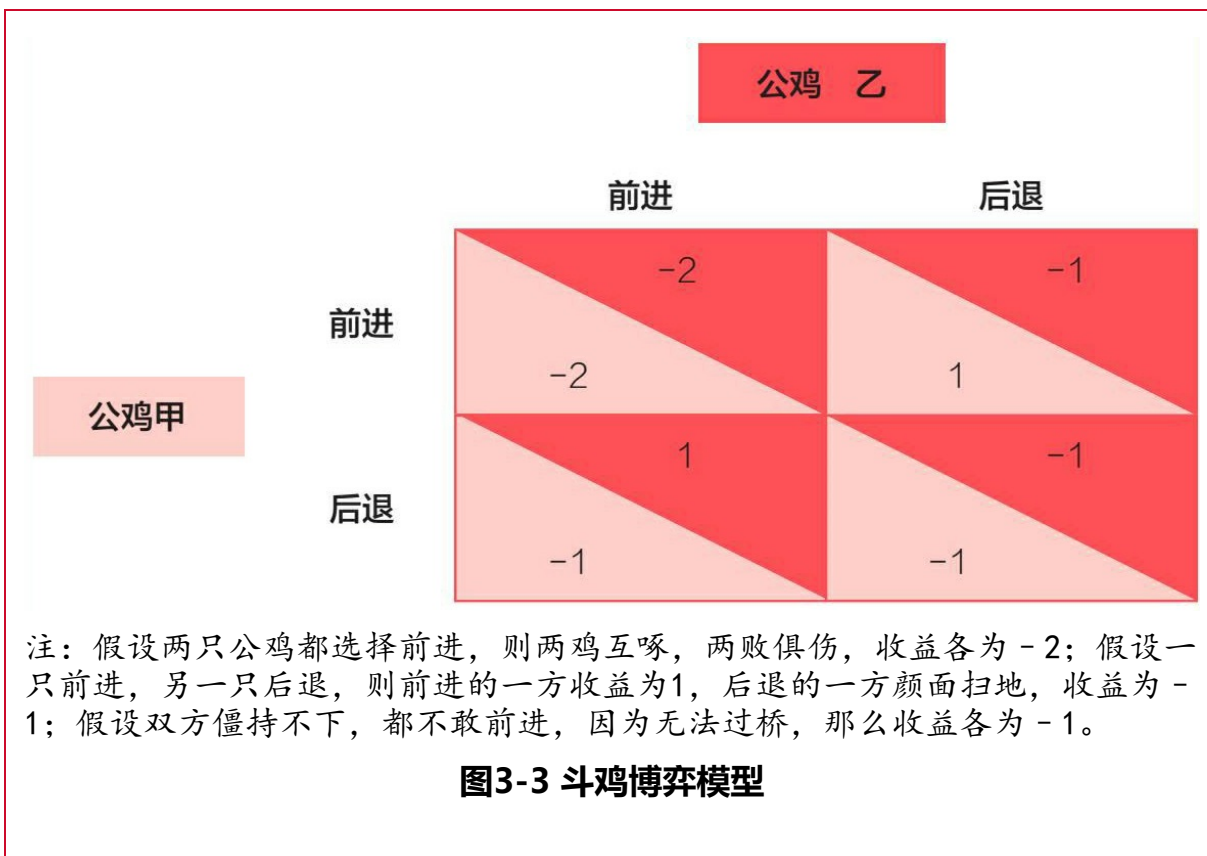 公鸡 乙
前进 后退
前进
-2 -1
-2 1
公鸡甲
后退
1 -1
-1 -1
注：假设两只公鸡都选择前进，则两鸡互啄，两败俱伤，收益各为－2；假设一
只前进，另一只后退，则前进的一方收益为1，后退的一方颜面扫地，收益为－
1；假设双方僵持不下，都不敢前进，因为无法过桥，那么收益各为－1。
图3-3 斗鸡博弈模型